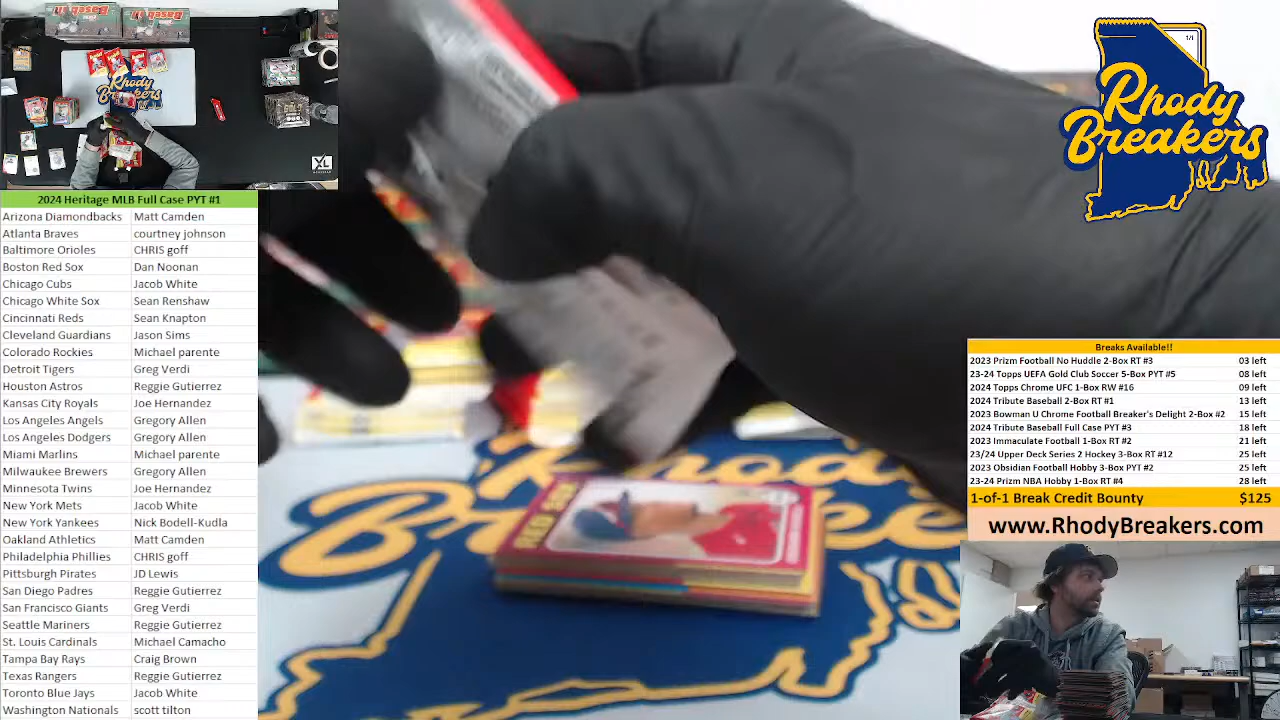 Rhody
Breakers
XL
2024 Heritage MLB Full Case PYT #1
Arizona Diamondbacks Matt Camden
Atlanta Braves courtney johnson
Baltimore Orioles CHRIS goff
Boston Red Sox Dan Noonan
Chicago Cubs Jacob White
Chicago White Sox Sean Renshaw
Cincinnati Reds Sean Knapton
Cleveland Guardians Jason Sims
Colorado Rockies Michael parente
Detroit Tigers Greg Verdi
Houston Astros Reggie Gutierrez
Kansas City Royals Joe Hernandez
Los Angeles Angels Gregory Allen
Los Angeles Dodgers Gregory Allen
Miami Marlins Michael parente
Milwaukee Brewers Gregory Allen
Minnesota Twins Joe Hernandez
New York Mets Jacob White
New York Yankees Nick Bodell-Kudla
Oakland Athletics Matt Camden
Philadelphia Phillies CHRIS goff
Pittsburgh Pirates JD Lewis
San Diego Padres Reggie Gutierrez
San Francisco Giants Greg Verdi
Seattle Mariners Reggie Gutierrez
St. Louis Cardinals Michael Camacho
Tampa Bay Rays Craig Brown
Texas Rangers Reggie Gutierrez
Toronto Blue Jays Jacob White
Washington Nationals scott tilton
1/1
Rhody
Breakers
Breaks Available!!
2023 Prizm Football No Huddle 2-Box RT #3 03 left
23-24 Topps UEFA Gold Club Soccer 5-Box PYT #5 08 left
2024 Topps Chrome UFC 1-Box RW #16 09 left
2024 Tribute Baseball 2-Box RT #1 13 left
2023 Bowman U Chrome Football Breaker's Delight 2-Box #2 15 left
2024 Tribute Baseball Full Case PYT #3 18 left
2023 Immaculate Football 1-Box RT #2 21 left
23/24 Upper Deck Series 2 Hockey 3-Box RT #12 25 left
2023 Obsidian Football Hobby 3-Box PYT #2 25 left
23-24 Prizm NBA Hobby 1-Box RT #4 28 left
1-of-1 Break Credit Bounty $125
www.RhodyBreakers.com